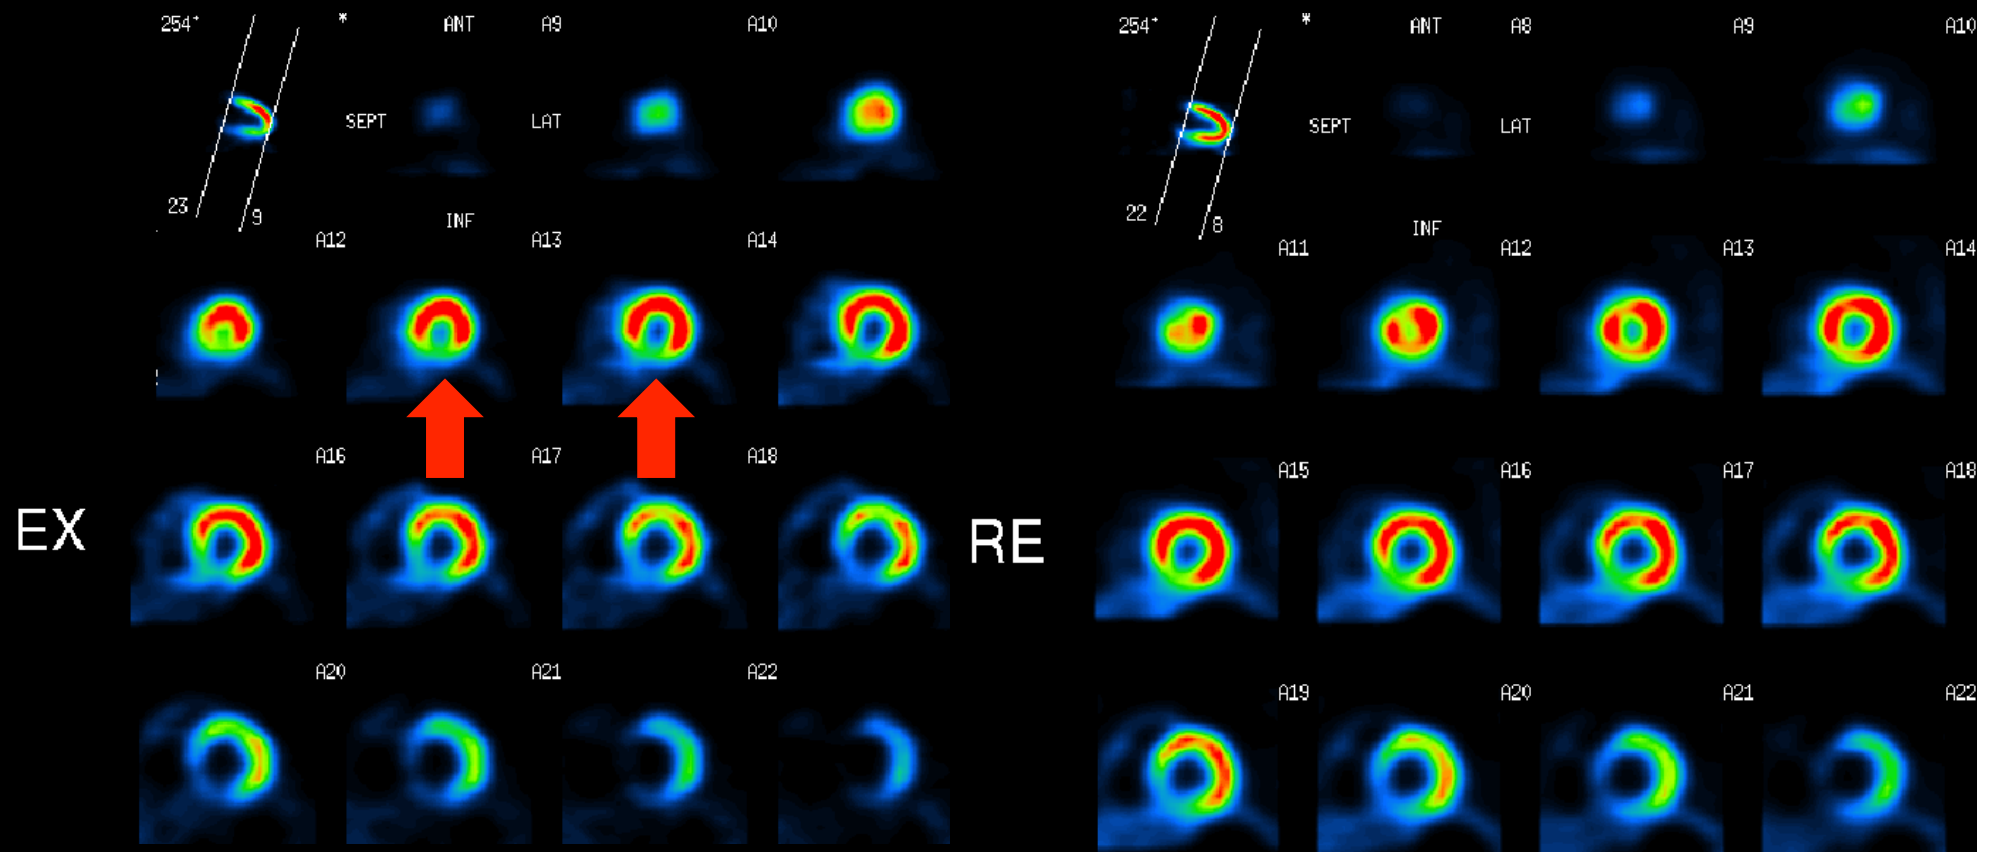 254° * ANT A9 A10
SEPT LAT
23 9 INF
A12 A13 A14
A16 A17 A18
EX
A20 A21 A22
254° * ANT A8 A9 A10
SEPT LAT
22 8 INF
A11 A12 A13 A14
A15 A16 A17 A18
RE
A19 A20 A21 A22